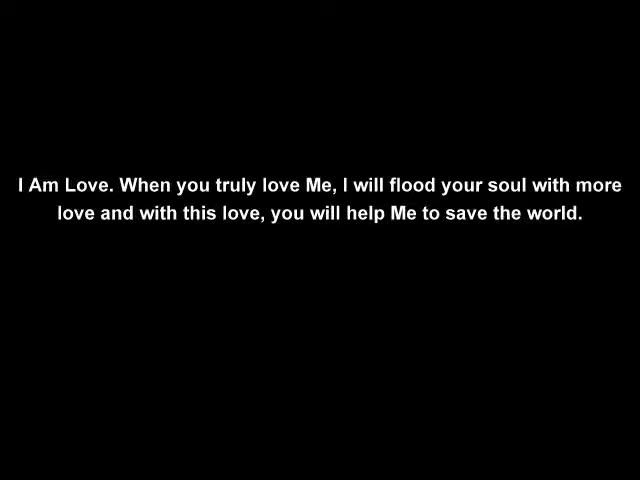 I Am Love. When you truly love Me, I will flood your soul with more
love and with this love, you will help Me to save the world.